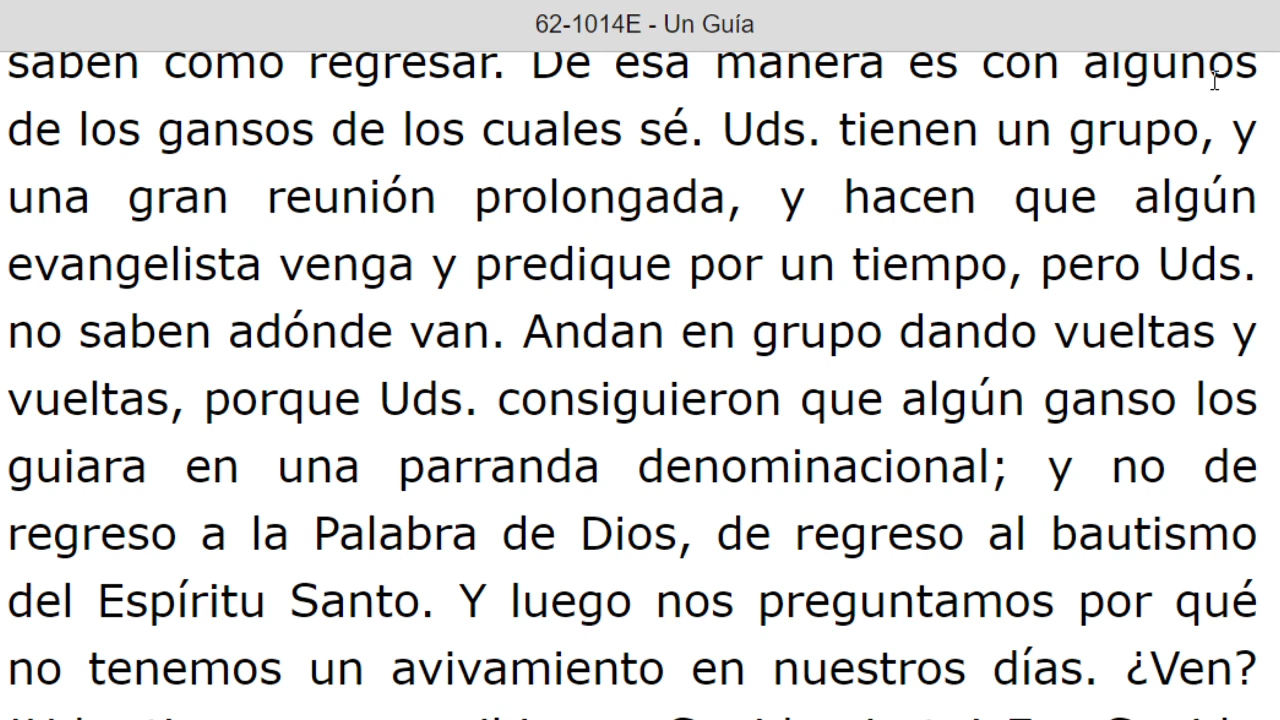 62-1014E - Un Guía
saben cómo regresar. De esa manera es con algunos
de los gansos de los cuales sé. Uds. tienen un grupo, y
una gran reunión prolongada, y hacen que algún
evangelista venga y predique por un tiempo, pero Uds.
no saben adónde van. Andan en grupo dando vueltas y
vueltas, porque Uds. consiguieron que algún ganso los
guiara en una parranda denominacional; y no de
regreso a la Palabra de Dios, de regreso al bautismo
del Espíritu Santo. Y luego nos preguntamos por qué
no tenemos un avivamiento en nuestros días. ¿Ven?